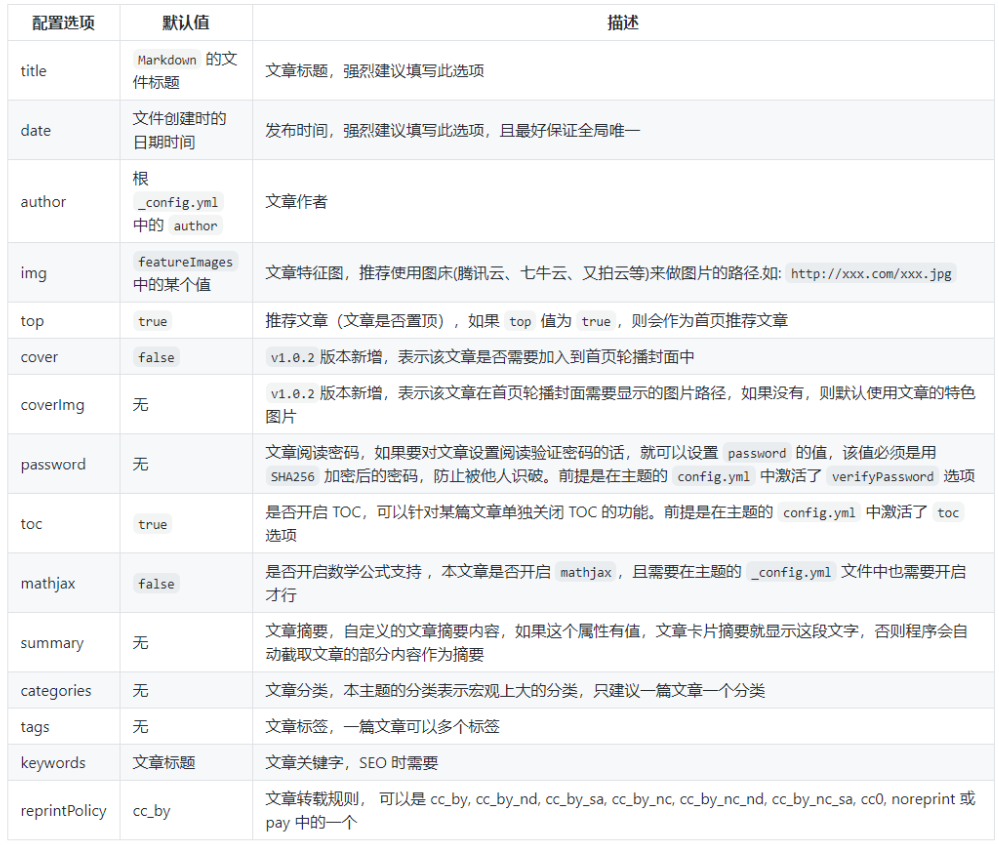 配置选项 默认值 描述
title Markdown 的文件标题 文章标题，强烈建议填写此选项
date 文件创建时的日期时间 发布时间，强烈建议填写此选项，且最好保证全局唯一
author 根 _config.yml 中的 author 文章作者
img featureImages 中的某个值 文章特征图，推荐使用图床(腾讯云、七牛云、又拍云等)来做图片的路径.如: http://xxx.com/xxx.jpg
top true 推荐文章（文章是否置顶），如果 top 值为 true，则会作为首页推荐文章
cover false v1.0.2版本新增，表示该文章是否需要加入到首页轮播封面中
coverImg 无 v1.0.2版本新增，表示该文章在首页轮播封面需要显示的图片路径，如果没有，则默认使用文章的特色图片
password 无 文章阅读密码，如果要对文章设置阅读验证密码的话，就可以设置 password 的值，该值必须是用 SHA256 加密后的密码，防止被他人识破。前提是在主题的 config.yml 中激活了 verifyPassword 选项
toc true 是否开启 TOC，可以针对某篇文章单独关闭 TOC 的功能。前提是在主题的 config.yml 中激活了 toc 选项
mathjax false 是否开启数学公式支持 ，本文章是否开启 mathjax，且需要在主题的 _config.yml 文件中也需要开启才行
summary 无 文章摘要，自定义的文章摘要内容，如果这个属性有值，文章卡片摘要就显示这段文字，否则程序会自动截取文章的部分内容作为摘要
categories 无 文章分类，本主题的分类表示宏观上大的分类，只建议一篇文章一个分类
tags 无 文章标签，一篇文章可以多个标签
keywords 文章标题 文章关键字，SEO 时需要
reprintPolicy cc_by 文章转载规则， 可以是 cc_by, cc_by_nd, cc_by_sa, cc_by_nc, cc_by_nc_nd, cc_by_nc_sa, cc0, noreprint 或 pay 中的一个